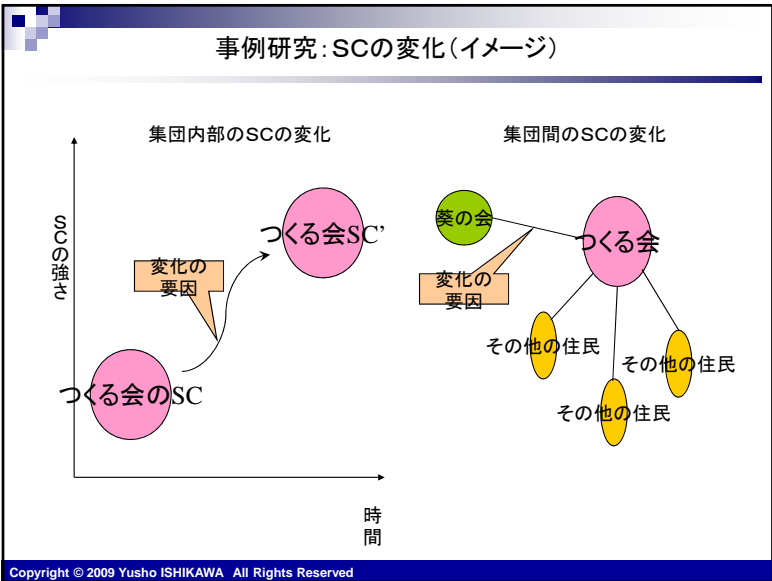 事例研究：SCの変化（イメージ）
集団内部のSCの変化
SCの強さ
つくる会SC’
変化の
要因
つくる会のSC
時
間
集団間のSCの変化
葵の会
つくる会
変化の
要因
その他の住民
その他の住民
その他の住民
Copyright © 2009 Yusho ISHIKAWA All Rights Reserved